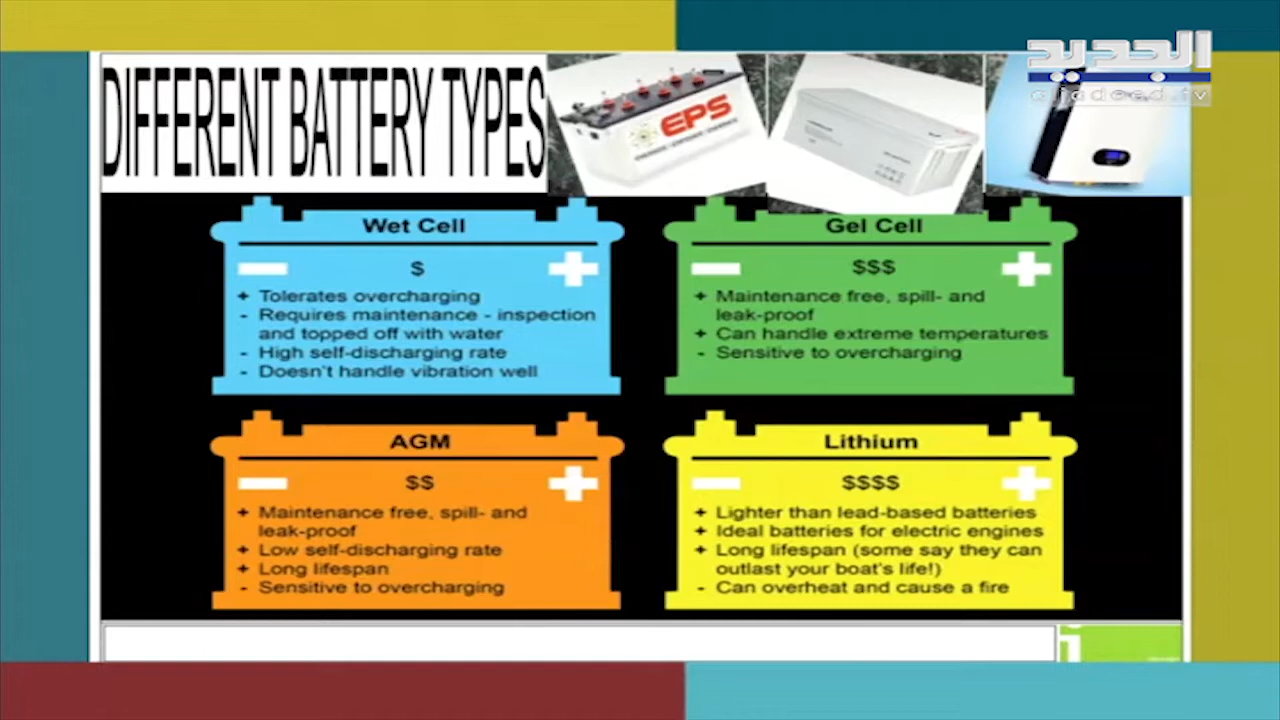 DIFFERENT BATTERY TYPES
EPS
الجديد
aljadeed.tv
Wet Cell
$
+ Tolerates overcharging
- Requires maintenance - inspection
and topped off with water
- High self-discharging rate
- Doesn't handle vibration well
Gel Cell
$$$
+ Maintenance free, spill- and
leak-proof
+ Can handle extreme temperatures
- Sensitive to overcharging
AGM
$$
+ Maintenance free, spill- and
leak-proof
+ Low self-discharging rate
+ Long lifespan
- Sensitive to overcharging
Lithium
$$$$
+ Lighter than lead-based batteries
+ Ideal batteries for electric engines
+ Long lifespan (some say they can
outlast your boat's life!)
- Can overheat and cause a fire